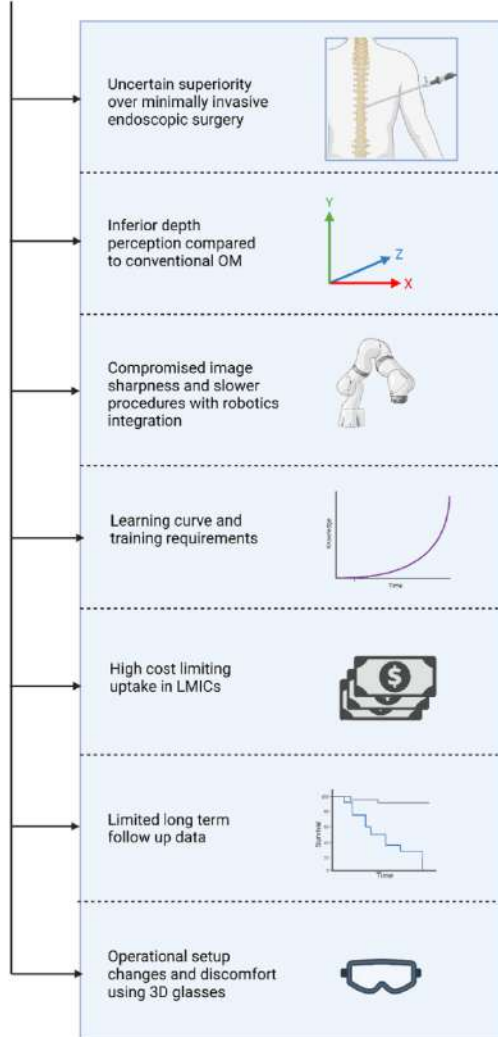 Uncertain superiority
over minimally invasive
endoscopic surgery
Inferior depth
perception compared
to conventional OM
Y
Z
X
Compromised image
sharpness and slower
procedures with robotics
integration
Learning curve and
training requirements
Knowledge
Time
High cost limiting
uptake in LMICs
$
Limited long term
follow up data
Survival
Time
Operational setup
changes and discomfort
using 3D glasses